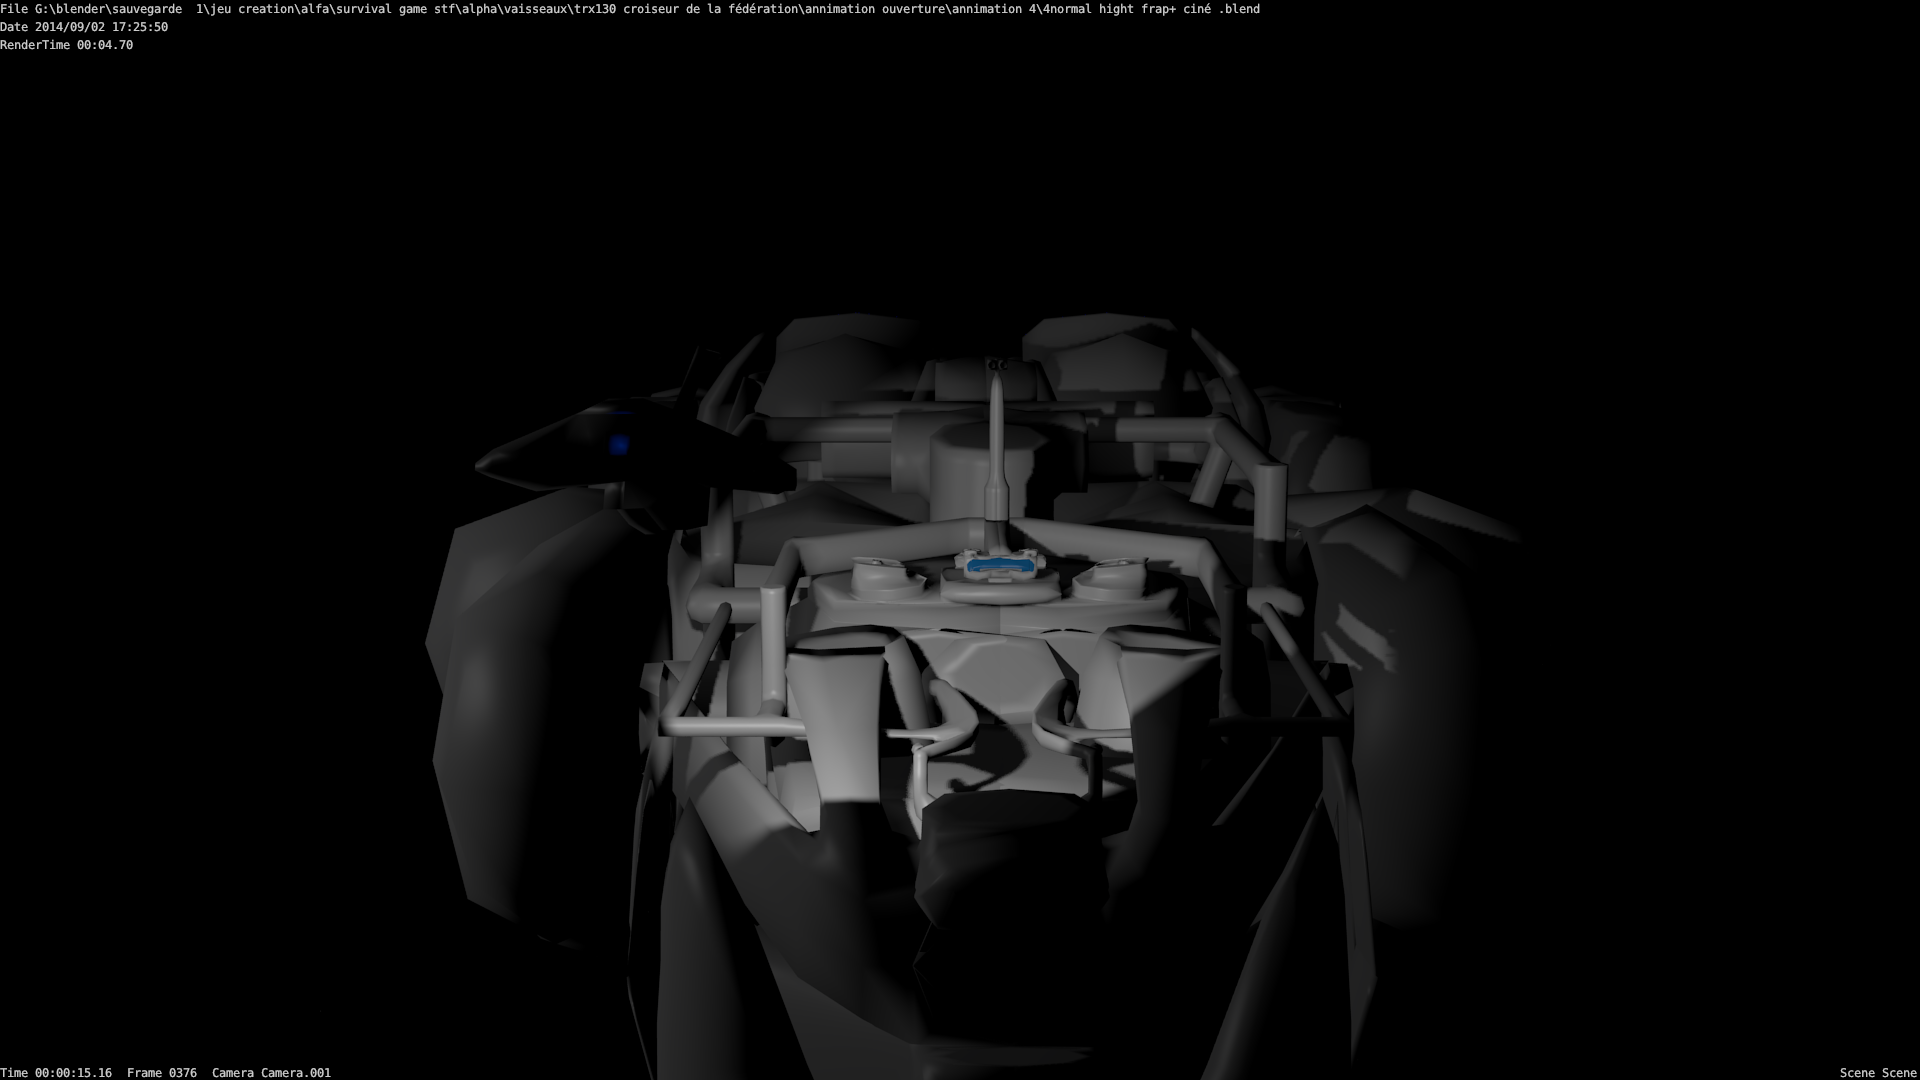 File G:\blender\sauvegarde  1\jeu creation\alfa\survival game stf\alpha\vaisseaux\trx130 croiseur de la fédération\annimation ouverture\annimation 4\4normal hight frap+ ciné .blend
Date 2014/09/02 17:25:50
RenderTime 00:04.70
Time 00:00:15.16  Frame 0376  Camera Camera.001
Scene Scene